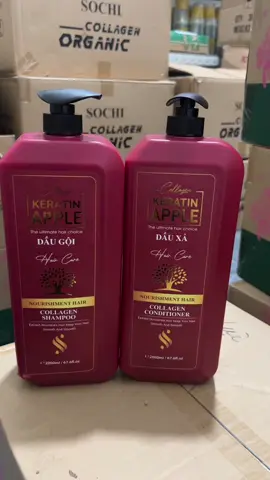 SOCHI
COLLAGEN
ORGANIC
SOCHI
COLLAGEN
ORGANIC
KERATIN
APPLE
The ultimate hair choice
DẦU GỘI
Hair Care
NOURISHMENT HAIR
COLLAGEN
SHAMPOO
Collagen
KERATIN
APPLE
The ultimate hair choice
DẦU XẢ
Hair Care
NOURISHMENT HAIR
COLLAGEN
CONDITIONER